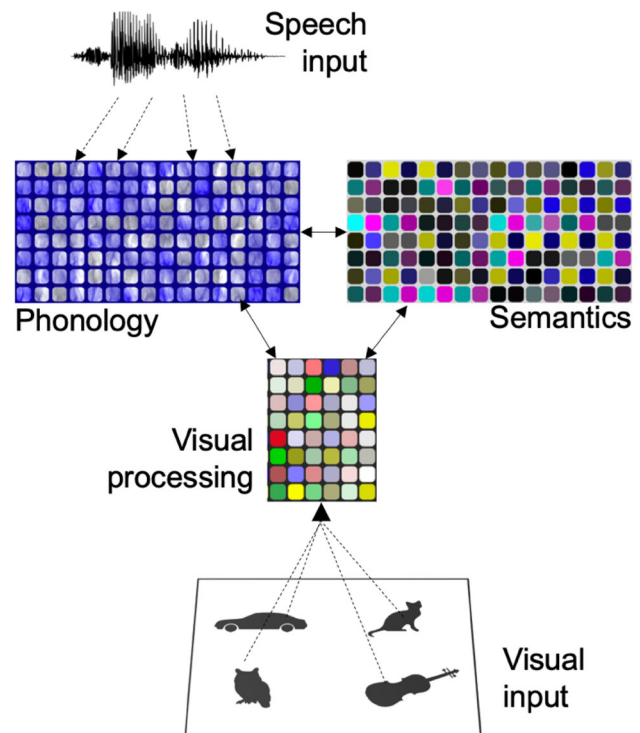 Speech
input
Phonology
Semantics
Visual
processing
Visual
input